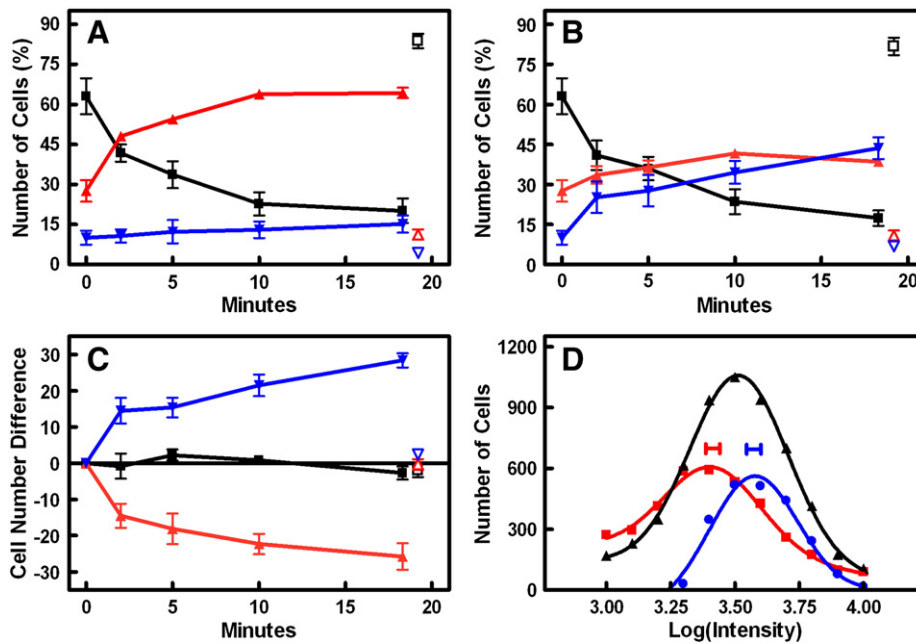 A
Number of Cells (%)
90
75
60
45
30
15
0
0 5 10 15 20
Minutes
B
Number of Cells (%)
90
75
60
45
30
15
0
0 5 10 15 20
Minutes
C
Cell Number Difference
30
20
10
0
-10
-20
-30
0 5 10 15 20
Minutes
D
Number of Cells
1200
900
600
300
0
3.00 3.25 3.50 3.75 4.00
Log(Intensity)